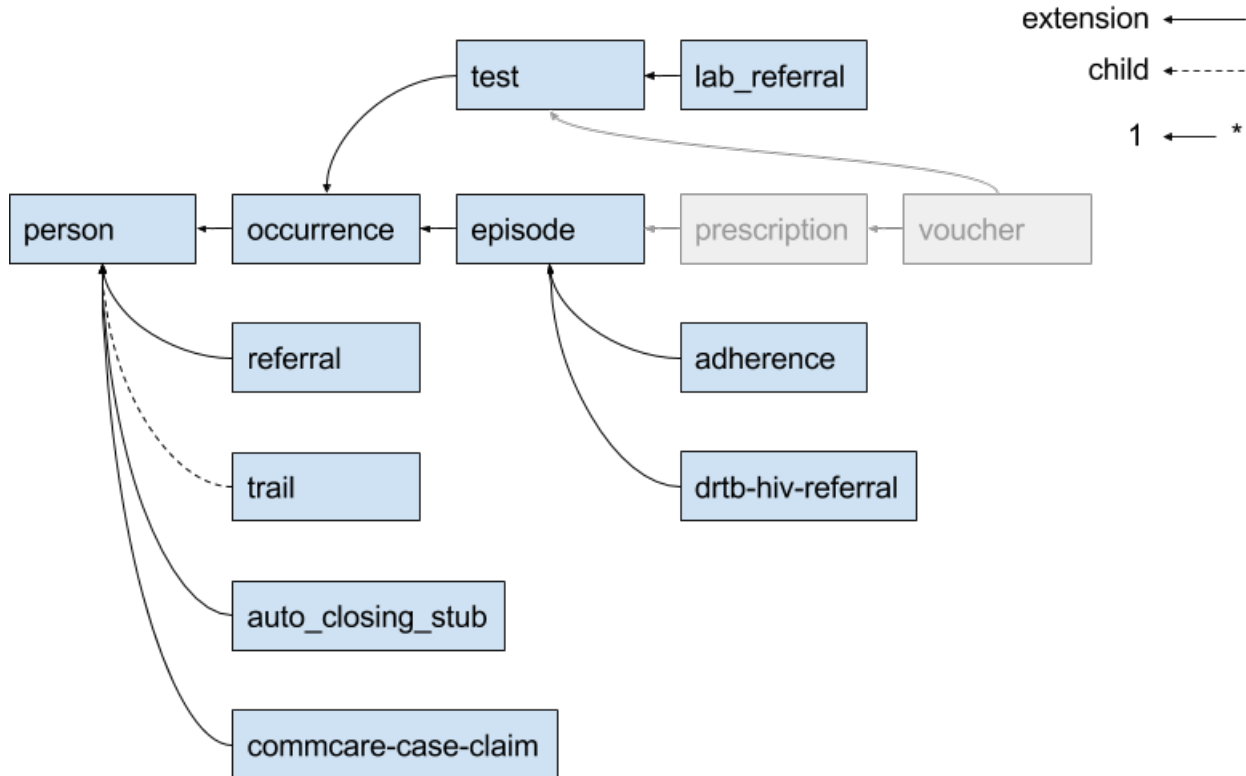 extension
test
lab_referral
child
1
*
person
occurrence
episode
prescription
voucher
referral
adherence
trail
drtb-hiv-referral
auto_closing_stub
commcare-case-claim